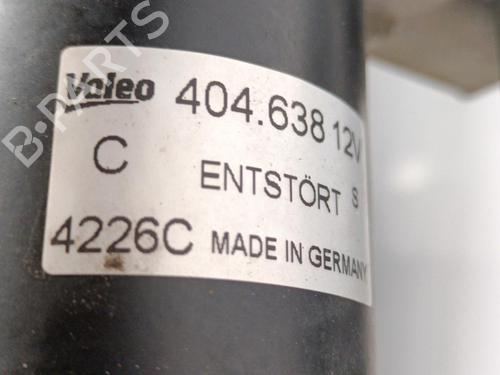 B-PARTS
Valeo 404.638 12V
C ENTSTÖRT S
4226C MADE IN GERMANY